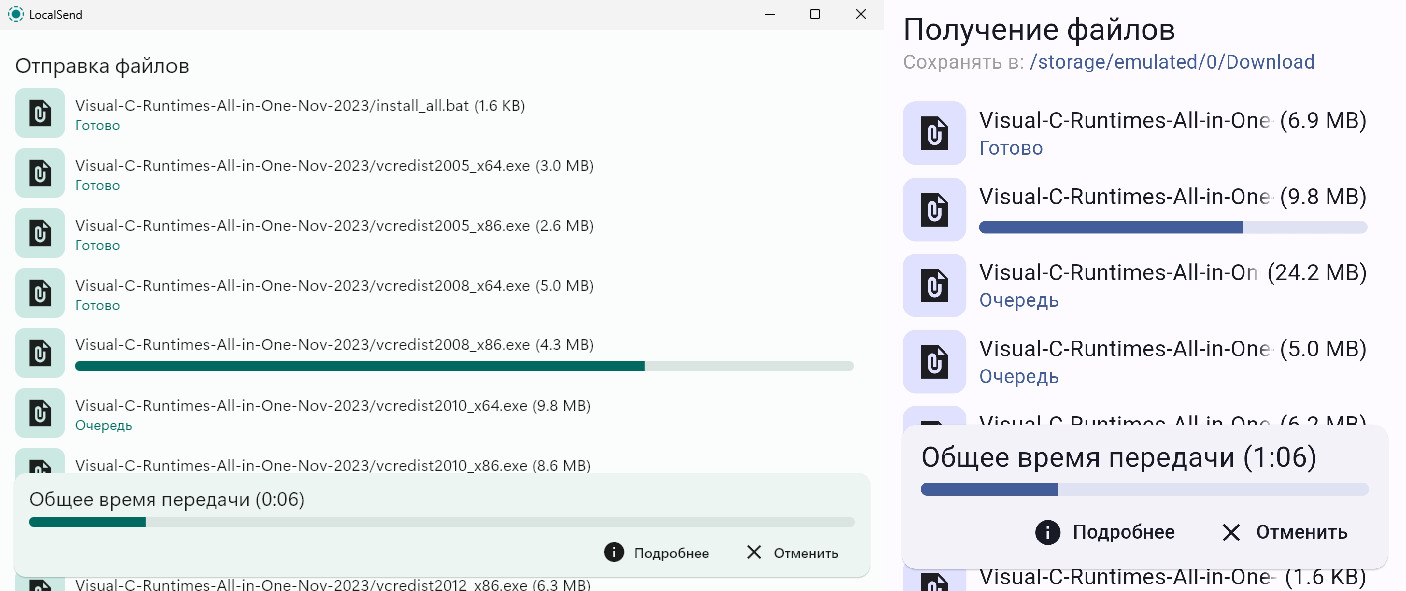 LocalSend
Отправка файлов
Visual-C-Runtimes-All-in-One-Nov-2023/install_all.bat (1.6 KB)
Готово
Visual-C-Runtimes-All-in-One-Nov-2023/vcredist2005_x64.exe (3.0 MB)
Готово
Visual-C-Runtimes-All-in-One-Nov-2023/vcredist2005_x86.exe (2.6 MB)
Готово
Visual-C-Runtimes-All-in-One-Nov-2023/vcredist2008_x64.exe (5.0 MB)
Готово
Visual-C-Runtimes-All-in-One-Nov-2023/vcredist2008_x86.exe (4.3 MB)
Visual-C-Runtimes-All-in-One-Nov-2023/vcredist2010_x64.exe (9.8 MB)
Очередь
Visual-C-Runtimes-All-in-One-Nov-2023/vcredist2010_x86.exe (8.6 MB)
Общее время передачи (0:06)
Подробнее
Отменить
Visual-C-Runtimes-All-in-One-Nov-2023/vcredist2012_x86.exe (6.3 MB)
Получение файлов
Сохранять в: /storage/emulated/0/Download
Visual-C-Runtimes-All-in-One- (6.9 MB)
Готово
Visual-C-Runtimes-All-in-One- (9.8 MB)
Visual-C-Runtimes-All-in-On (24.2 MB)
Очередь
Visual-C-Runtimes-All-in-One- (5.0 MB)
Очередь
Visual-C-Runtimes-All-in-One- (6.2 MB)
Общее время передачи (1:06)
Подробнее
Отменить
Visual-C-Runtimes-All-in-One- (1.6 KB)